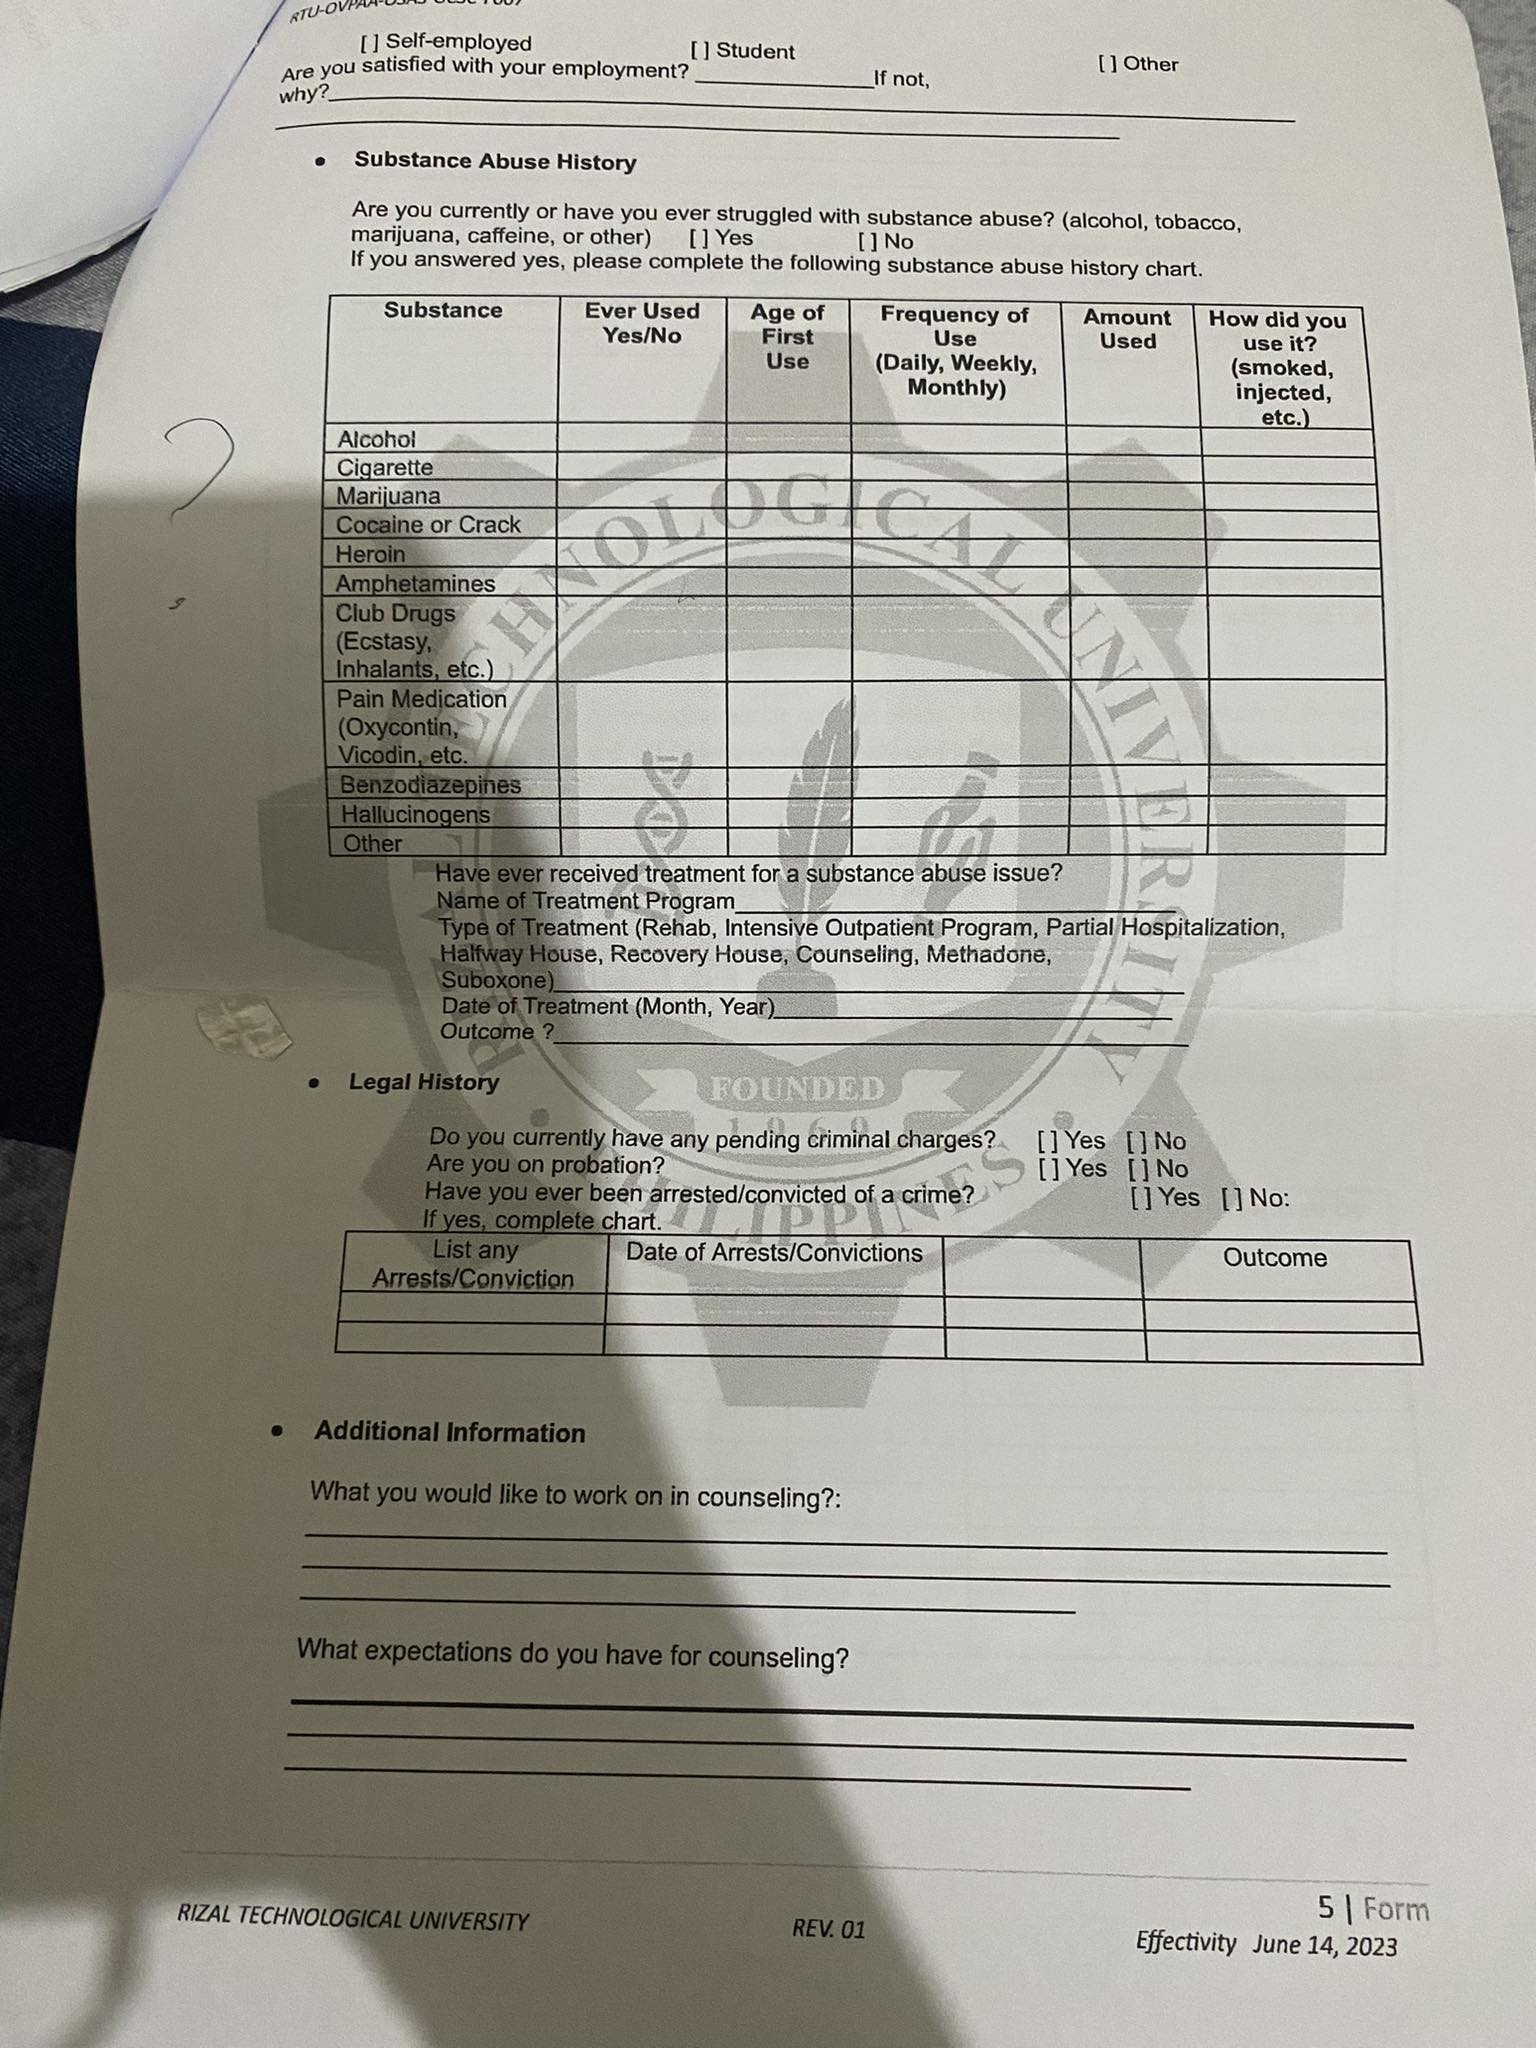 [ ] Self-employed [ ] Student [ ] Other
Are you satisfied with your employment? ____________ If not,
why?____________
• Substance Abuse History
Are you currently or have you ever struggled with substance abuse? (alcohol, tobacco,
marijuana, caffeine, or other) [ ] Yes [ ] No
If you answered yes, please complete the following substance abuse history chart.
Substance | Ever Used Yes/No | Age of First Use | Frequency of Use (Daily, Weekly, Monthly) | Amount Used | How did you use it? (smoked, injected, etc.)
Alcohol
Cigarette
Marijuana
Cocaine or Crack
Heroin
Amphetamines
Club Drugs
(Ecstasy,
Inhalants, etc.)
Pain Medication
(Oxycontin,
Vicodin, etc.
Benzodiazepines
Hallucinogens
Other
Have ever received treatment for a substance abuse issue?
Name of Treatment Program____________
Type of Treatment (Rehab, Intensive Outpatient Program, Partial Hospitalization,
Halfway House, Recovery House, Counseling, Methadone,
Suboxone)____________
Date of Treatment (Month, Year)____________
Outcome ?____________
RIZAL TECHNOLOGICAL UNIVERSITY
FOUNDED
1969
PHILIPPINES
• Legal History
Do you currently have any pending criminal charges? [ ] Yes [ ] No
Are you on probation? [ ] Yes [ ] No
Have you ever been arrested/convicted of a crime? [ ] Yes [ ] No:
If yes, complete chart.
List any Arrests/Conviction | Date of Arrests/Convictions | | Outcome
• Additional Information
What you would like to work on in counseling?:
What expectations do you have for counseling?
5 | Form
RIZAL TECHNOLOGICAL UNIVERSITY REV. 01 Effectivity June 14, 2023